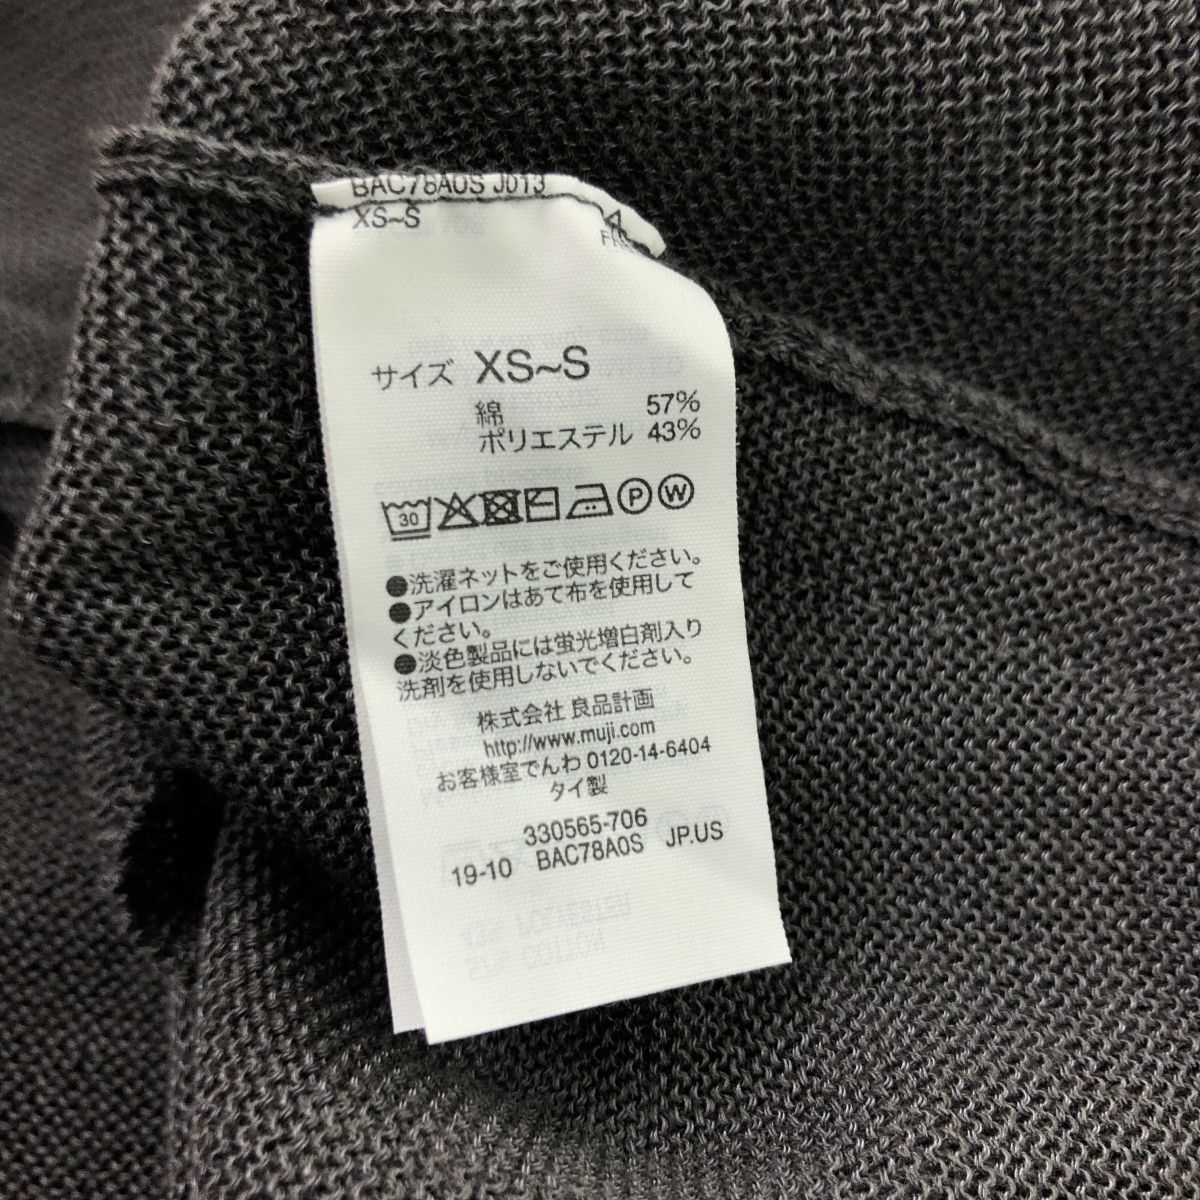 BAC78A0S J013
XS~S
サイズ XS~S
綿 57%
ポリエステル 43%
30 P W
●洗濯ネットをご使用ください。
●アイロンはあて布を使用して
ください。
●淡色製品には蛍光増白剤入り
洗剤を使用しないでください。
株式会社 良品計画
http://www.muji.com
お客様室でんわ 0120-14-6404
タイ製
330565-706
19-10 BAC78A0S JP.US